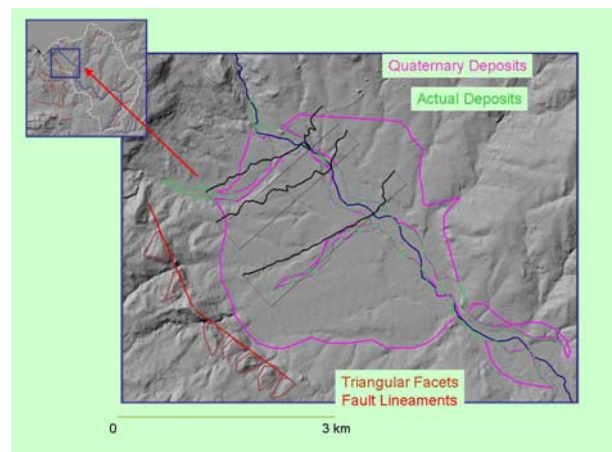 Quaternary Deposits
Actual Deposits
Triangular Facets
Fault Lineaments
0 3 km